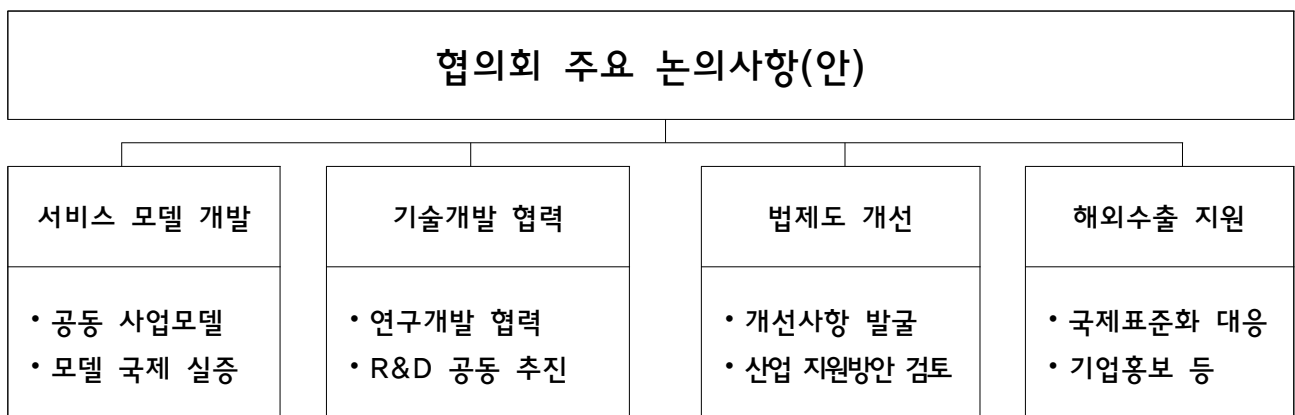 협의회 주요 논의사항(안)
서비스 모델 개발
• 공동 사업모델
• 모델 국제 실증
기술개발 협력
• 연구개발 협력
• R&D 공동 추진
법제도 개선
• 개선사항 발굴
• 산업 지원방안 검토
해외수출 지원
• 국제표준화 대응
• 기업홍보 등